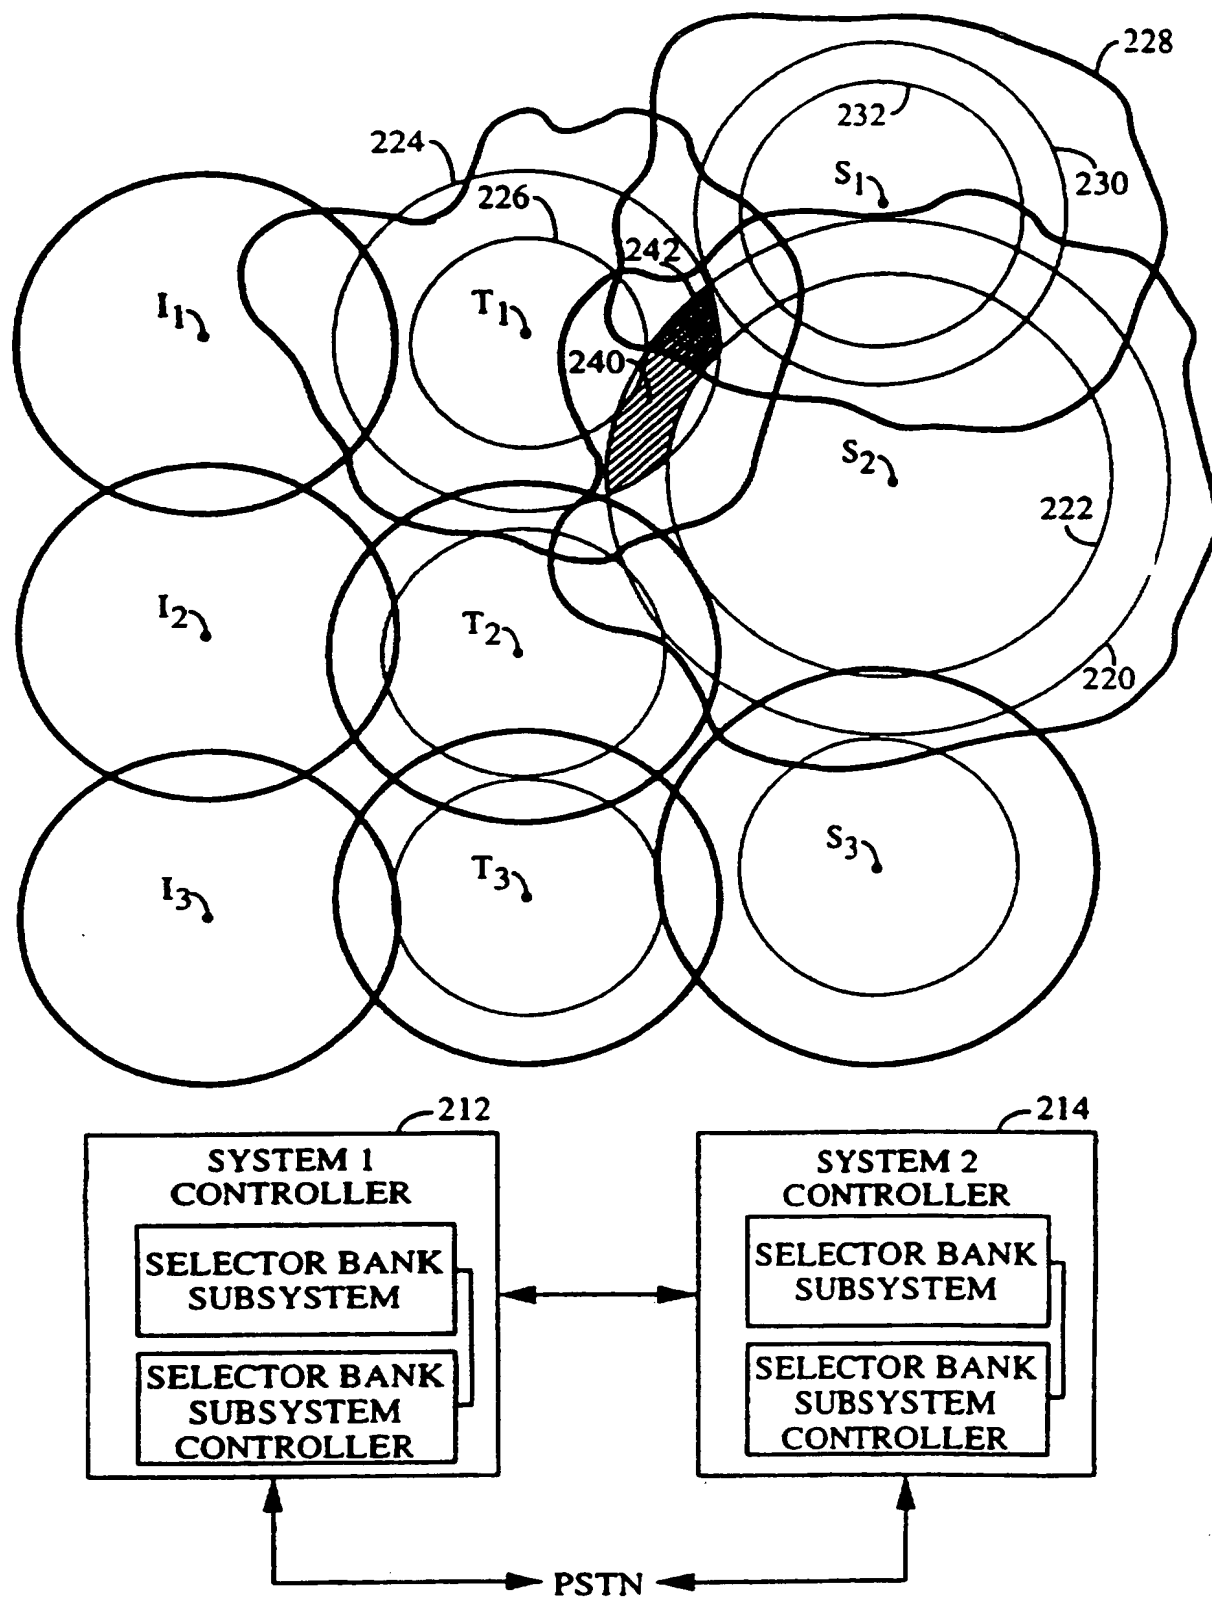 228
232
224
S1
230
226
242
I1
T1
240
S2
222
I2
T2
220
S3
I3
T3
212
214
SYSTEM 1
CONTROLLER
SELECTOR BANK
SUBSYSTEM
SELECTOR BANK
SUBSYSTEM
CONTROLLER
SYSTEM 2
CONTROLLER
SELECTOR BANK
SUBSYSTEM
SELECTOR BANK
SUBSYSTEM
CONTROLLER
PSTN